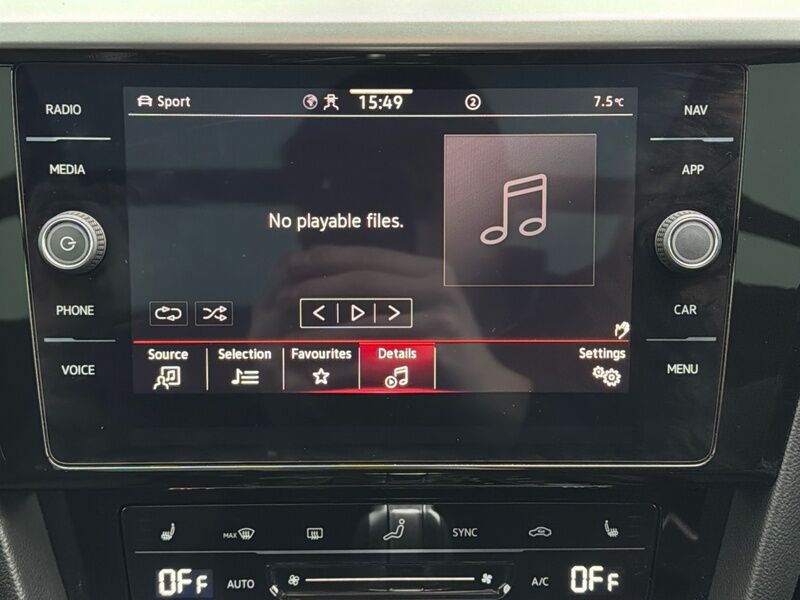 RADIO
MEDIA
PHONE
VOICE
Sport
15:49
2
7.5°C
No playable files.
Source
Selection
Favourites
Details
Settings
NAV
APP
CAR
MENU
MAX
SYNC
OFF
AUTO
A/C
OFF